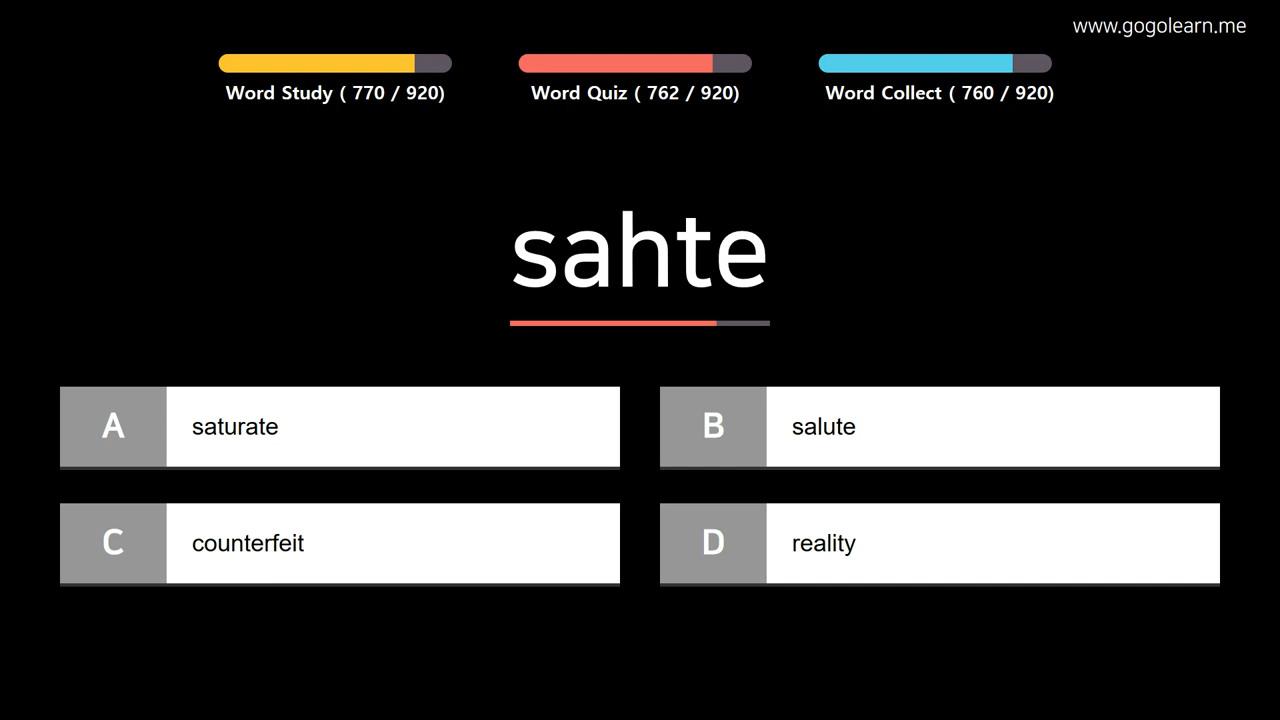 www.gogolearn.me
Word Study ( 770 / 920)
Word Quiz ( 762 / 920)
Word Collect ( 760 / 920)
sahte
A saturate
B salute
C counterfeit
D reality